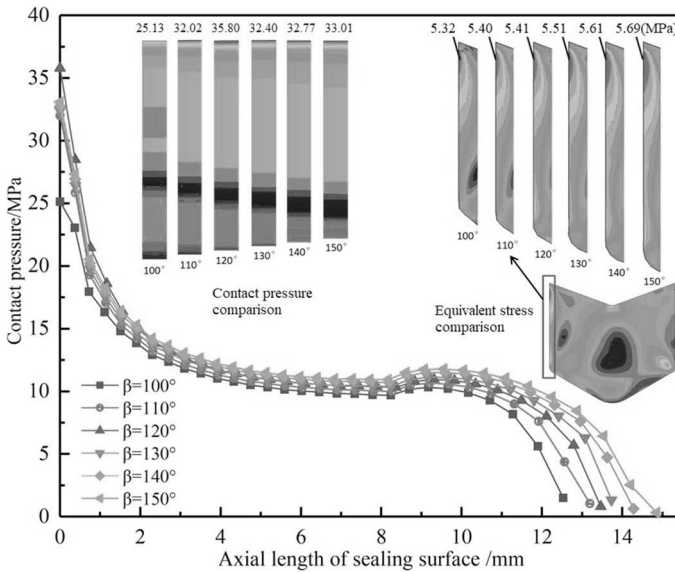 25.13 32.02 35.80 32.40 32.77 33.01
5.32 5.40 5.41 5.51 5.61 5.69(MPa)
100° 110° 120° 130° 140° 150°
Contact pressure
comparison
100° 110° 120° 130° 140° 150°
Equivalent stress
comparison
Contact pressure/MPa
40
35
30
25
20
15
10
5
0
β=100°
β=110°
β=120°
β=130°
β=140°
β=150°
0 2 4 6 8 10 12 14
Axial length of sealing surface /mm